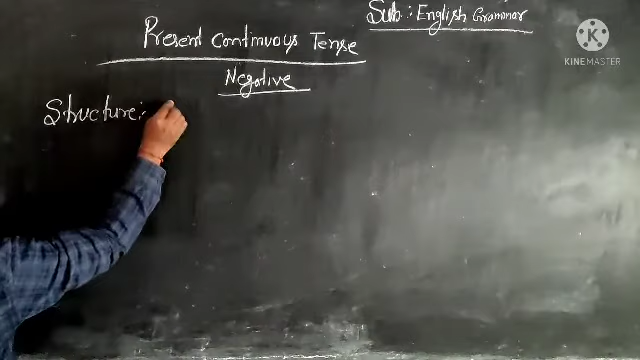 Sub:- English Grammar
Present Continuous Tense
Negative
Structure:-
KINEMASTER